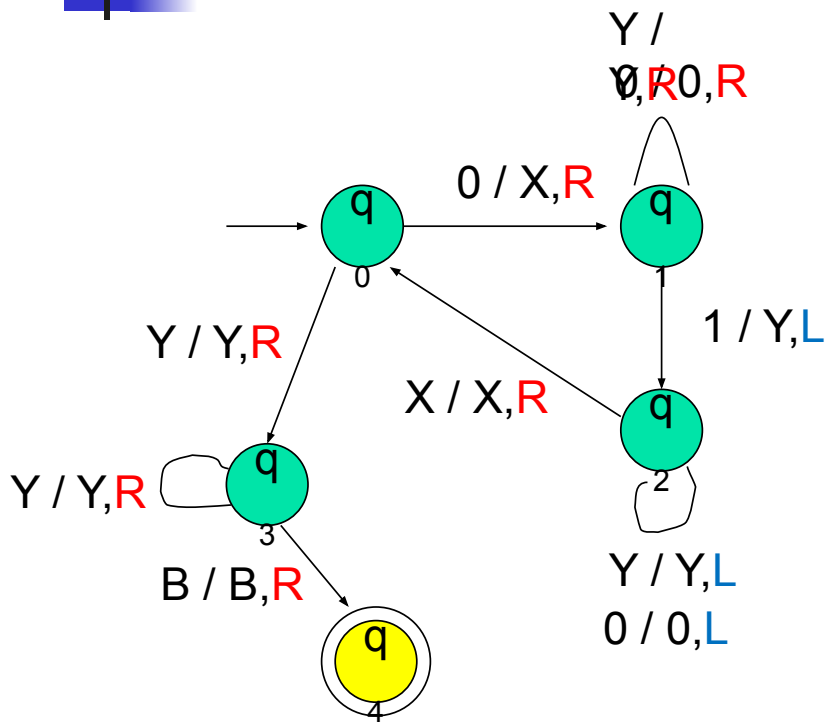 Y /
Y,R
0 / 0,R
0 / X,R
q
0
q
1
1 / Y,L
Y / Y,R
X / X,R
q
2
q
3
Y / Y,R
Y / Y,L
0 / 0,L
B / B,R
q
4